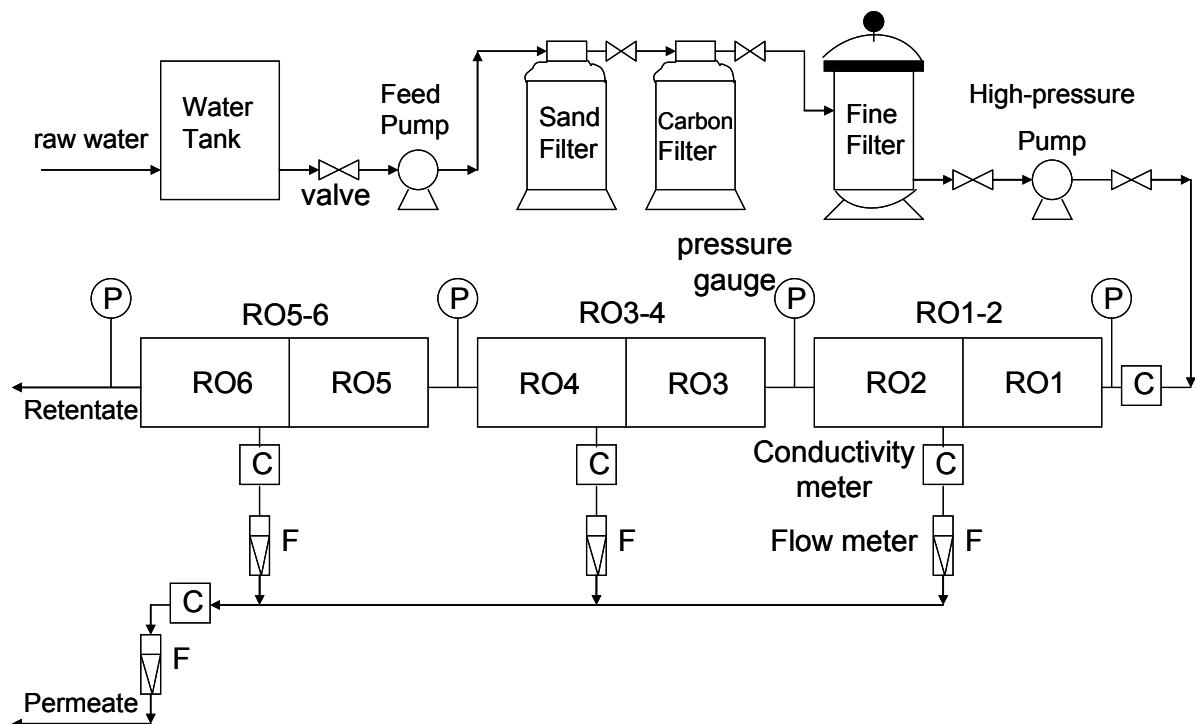 raw water
Water
Tank
valve
Feed
Pump
Sand
Filter
Carbon
Filter
Fine
Filter
High-pressure
Pump
pressure
gauge
P
P
P
P
RO5-6
RO3-4
RO1-2
RO6
RO5
RO4
RO3
RO2
RO1
C
Retentate
C
C
Conductivity
meter
C
F
F
Flow meter
F
C
F
Permeate